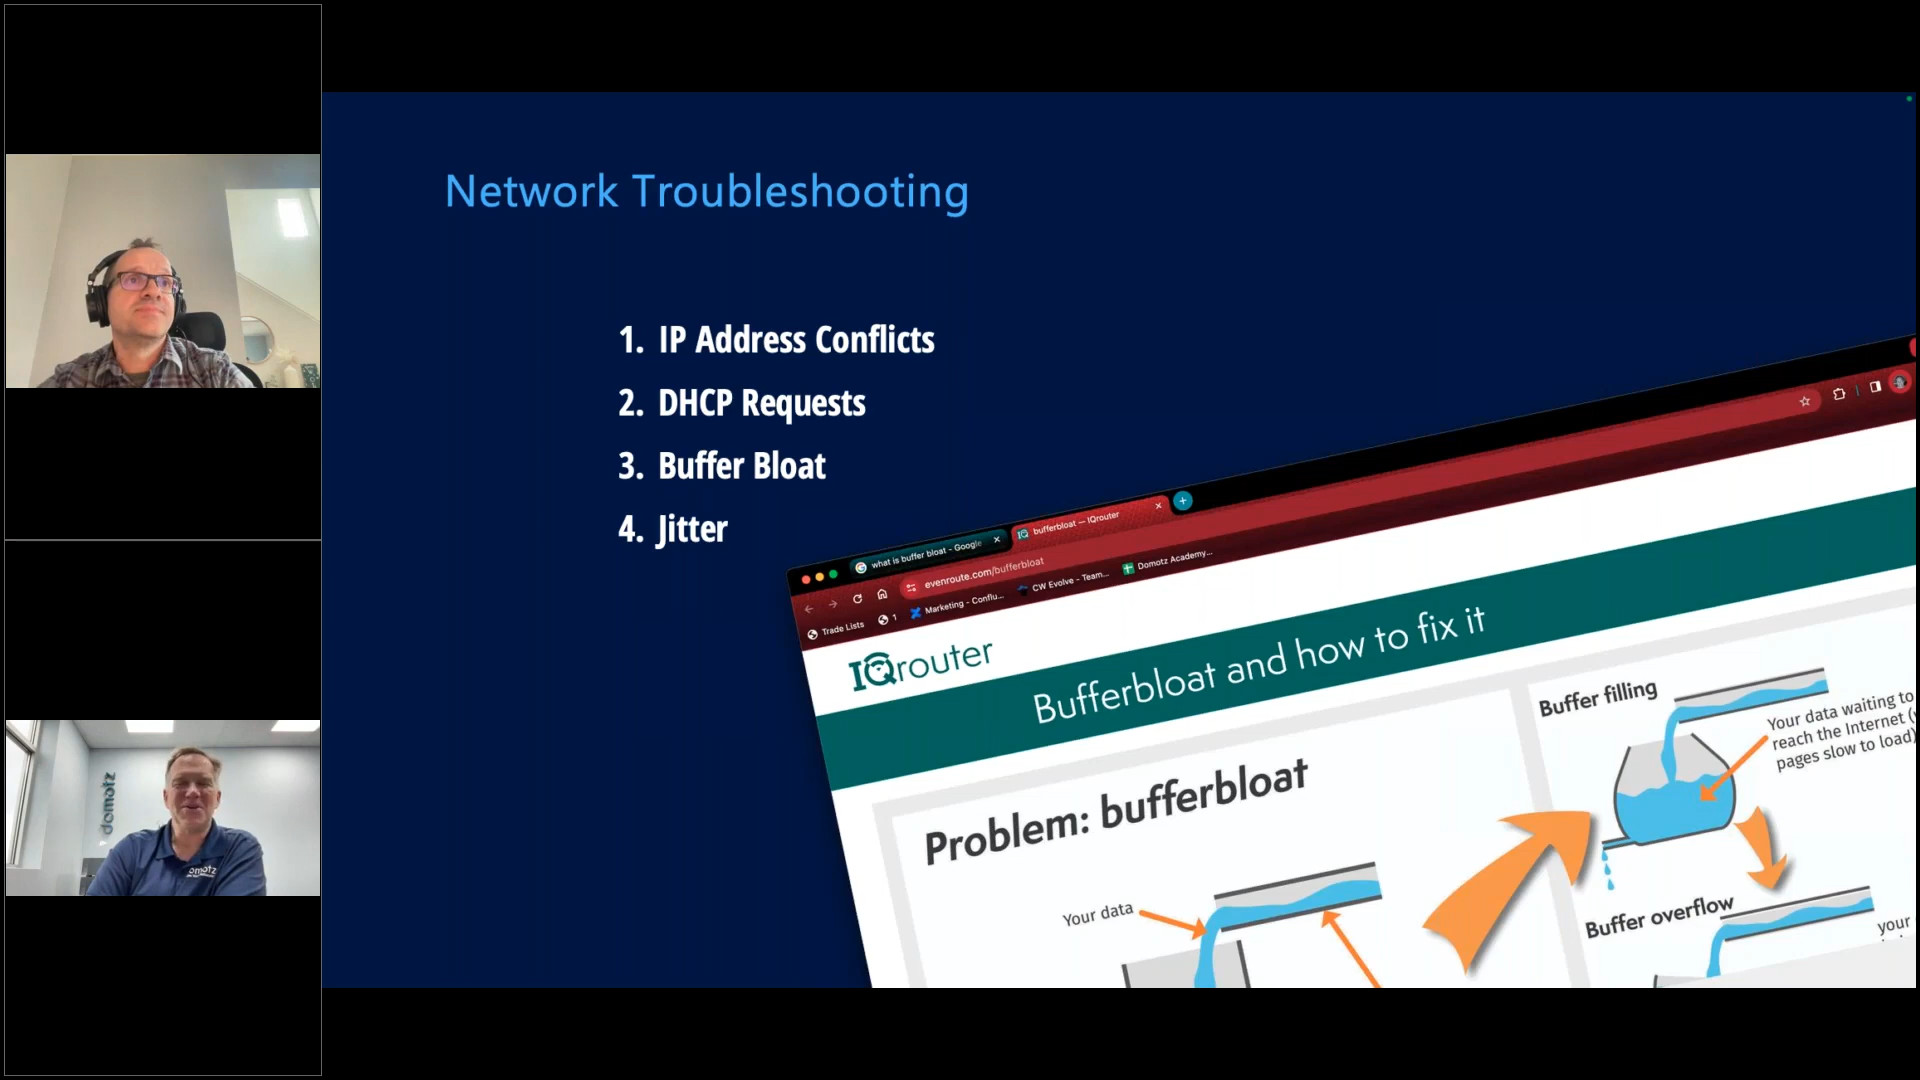 Network Troubleshooting
1. IP Address Conflicts
2. DHCP Requests
3. Buffer Bloat
4. Jitter
what is buffer bloat - Google
bufferbloat — IQrouter
evenroute.com/bufferbloat
Trade Lists
1
Marketing - Conflu...
CW Evolve - Team...
Domotz Academy...
IQrouter
Bufferbloat and how to fix it
Problem: bufferbloat
Your data
Buffer filling
Your data waiting to
reach the Internet (
pages slow to load)
Buffer overflow
your
domotz
omotz